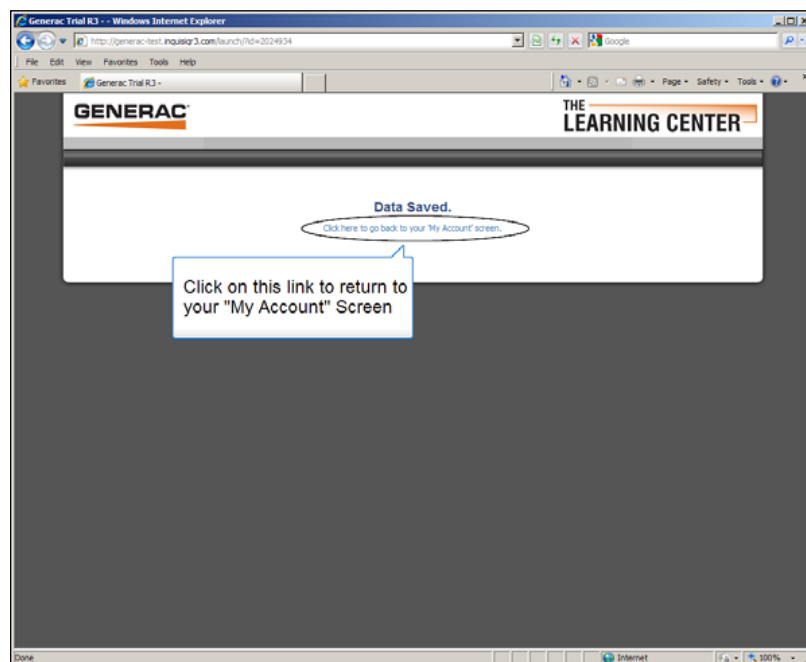 Generac Trial R3 - - Windows Internet Explorer
http://generac-test.inquisiqr3.com/launch/?id=2024934
Google
File Edit View Favorites Tools Help
Favorites
Generac Trial R3 -
Page Safety Tools
GENERAC
THE
LEARNING CENTER
Data Saved.
Click here to go back to your 'My Account' screen.
Click on this link to return to
your "My Account" Screen
Done
Internet
100%